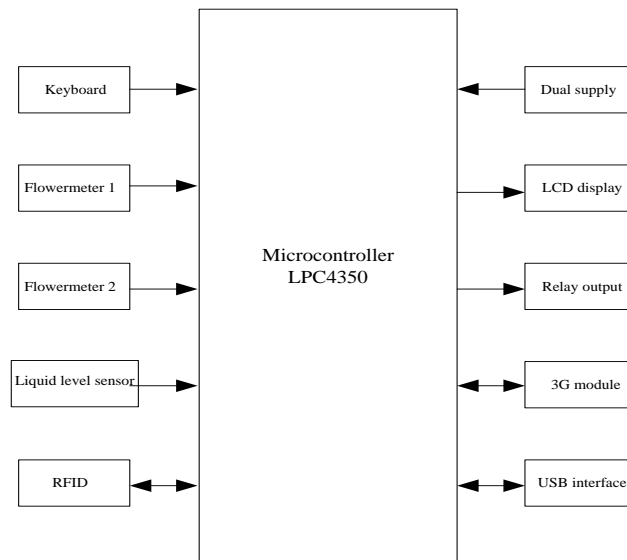 Keyboard
Flowermeter 1
Flowermeter 2
Liquid level sensor
RFID
Microcontroller
LPC4350
Dual supply
LCD display
Relay output
3G module
USB interface